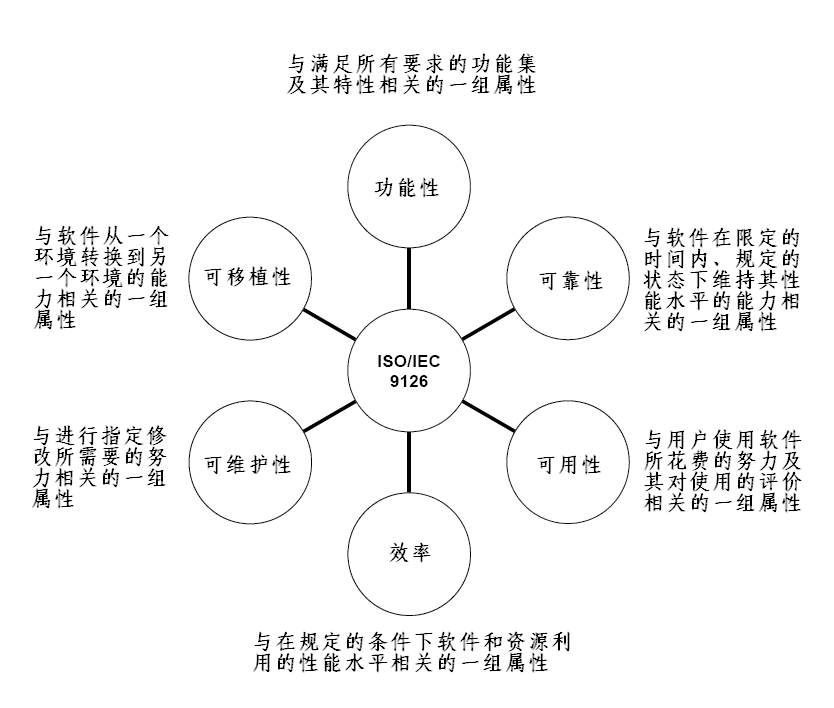 与满足所有要求的功能集
及其特性相关的一组属性
功能性
与软件从一个
环境转换到另
一个环境的能
力相关的一组
属性
可移植性
可靠性
与软件在限定的
时间内、规定的
状态下维持其性
能水平的能力相
关的一组属性
ISO/IEC
9126
与进行指定修
改所需要的努
力相关的一组
属性
可维护性
可用性
与用户使用软件
所花费的努力及
其对使用的评价
相关的一组属性
效率
与在规定的条件下软件和资源利
用的性能水平相关的一组属性